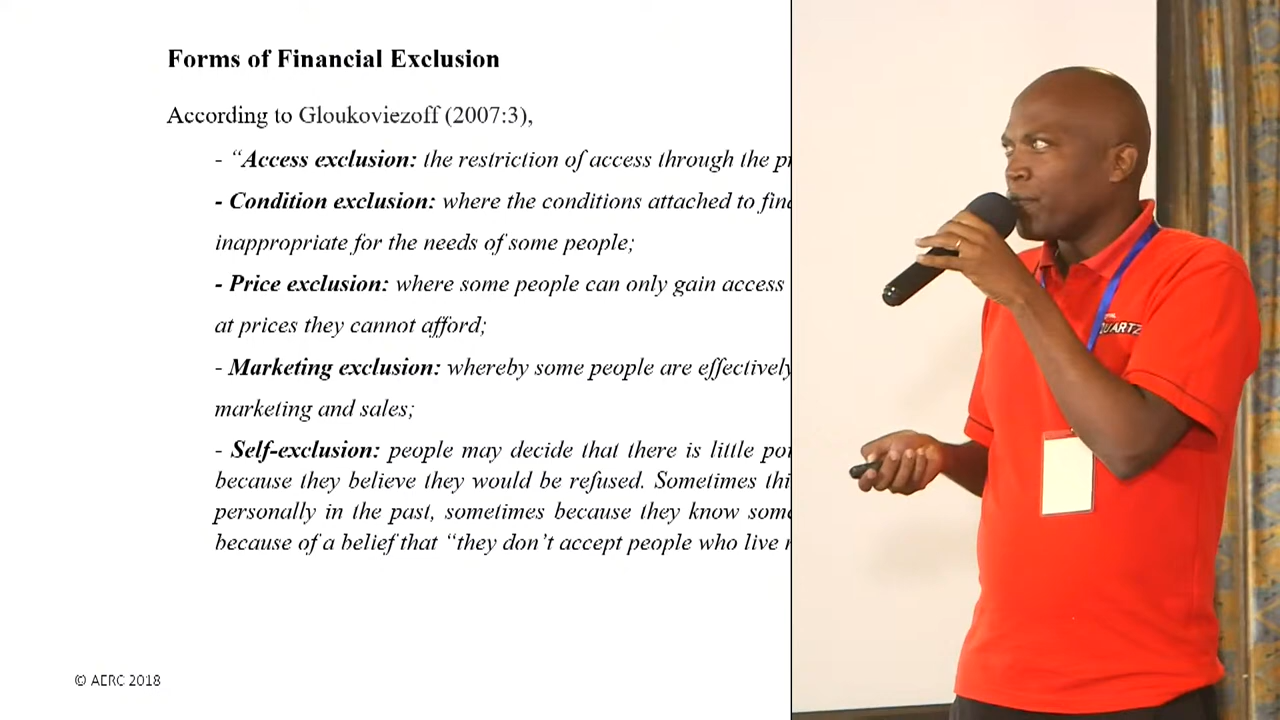 Forms of Financial Exclusion
According to Gloukoviezoff (2007:3),
- “Access exclusion: the restriction of access through the
- Condition exclusion: where the conditions attached to
inappropriate for the needs of some people;
- Price exclusion: where some people can only gain access
at prices they cannot afford;
- Marketing exclusion: whereby some people are effectively
marketing and sales;
- Self-exclusion: people may decide that there is little
because they believe they would be refused. Sometimes
personally in the past, sometimes because they know
because of a belief that “they don’t accept people who live
QUARTZ
© AERC 2018